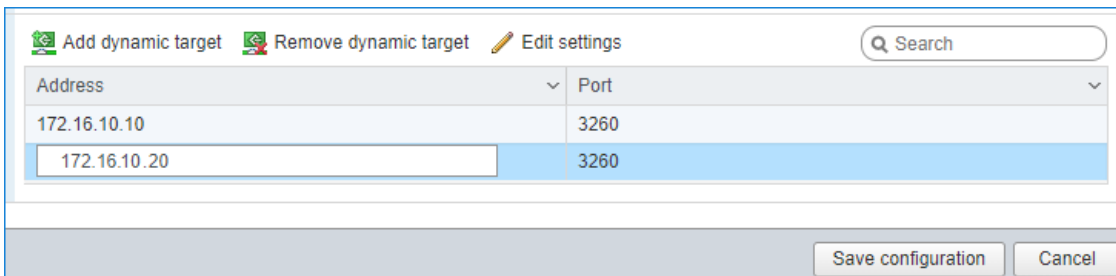 Add dynamic target Remove dynamic target Edit settings Search
Address Port
172.16.10.10 3260
172.16.10.20 3260
Save configuration Cancel